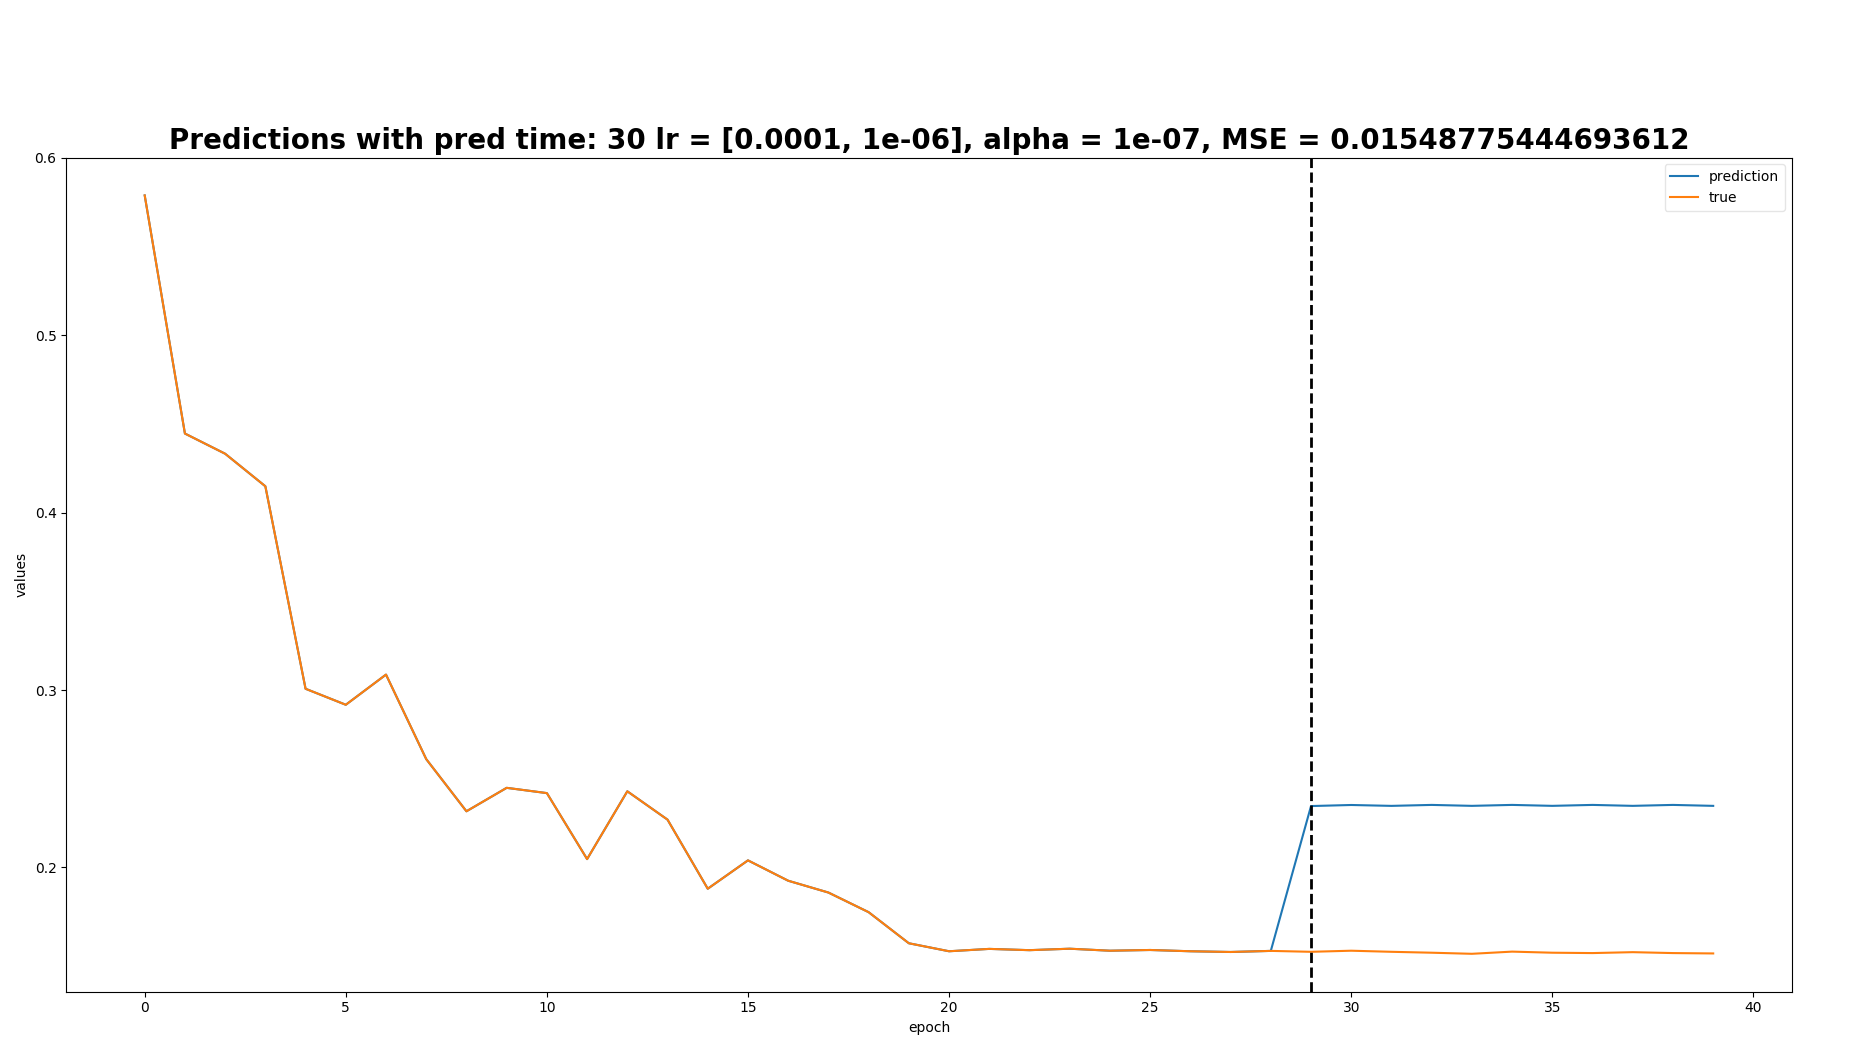 Predictions with pred time: 30 lr = [0.0001, 1e-06], alpha = 1e-07, MSE = 0.01548775444693612
prediction
true
0.6
0.5
0.4
0.3
0.2
values
0 5 10 15 20 25 30 35 40
epoch